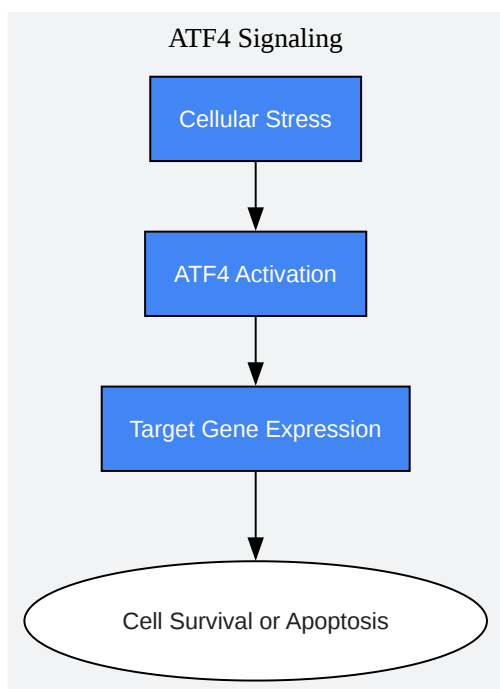 ATF4 Signaling
Cellular Stress
ATF4 Activation
Target Gene Expression
Cell Survival or Apoptosis